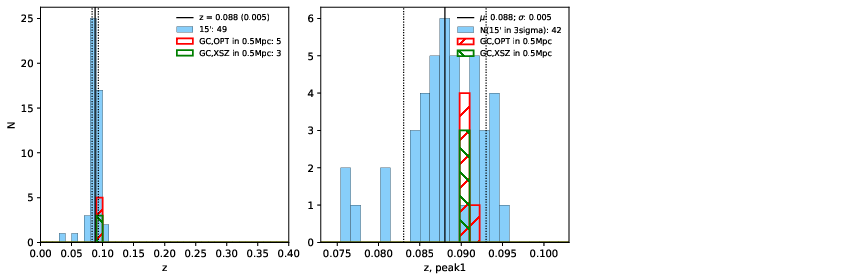 z = 0.088 (0.005)
15': 49
GC,OPT in 0.5Mpc: 5
GC,XSZ in 0.5Mpc: 3
25
20
15
10
5
0
N
0.00 0.05 0.10 0.15 0.20 0.25 0.30 0.35 0.40
z
μ: 0.088; σ: 0.005
N(15' in 3sigma): 42
GC,OPT in 0.5Mpc
GC,XSZ in 0.5Mpc
6
5
4
3
2
1
0
0.075 0.080 0.085 0.090 0.095 0.100
z, peak1